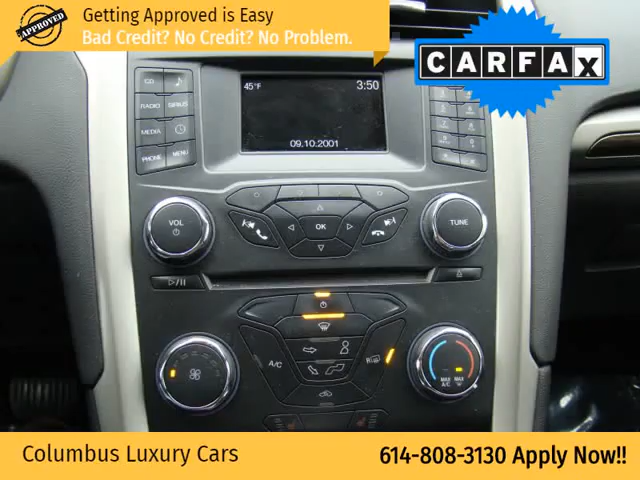 APPROVED
Getting Approved is Easy
Bad Credit? No Credit? No Problem.
CARFAX
45°F
3:50
09.10.2001
CD
RADIO SIRIUS
MEDIA
PHONE MENU
VOL
OK
TUNE
A/C
R
MAX A/C
MAX
Columbus Luxury Cars
614-808-3130 Apply Now!!